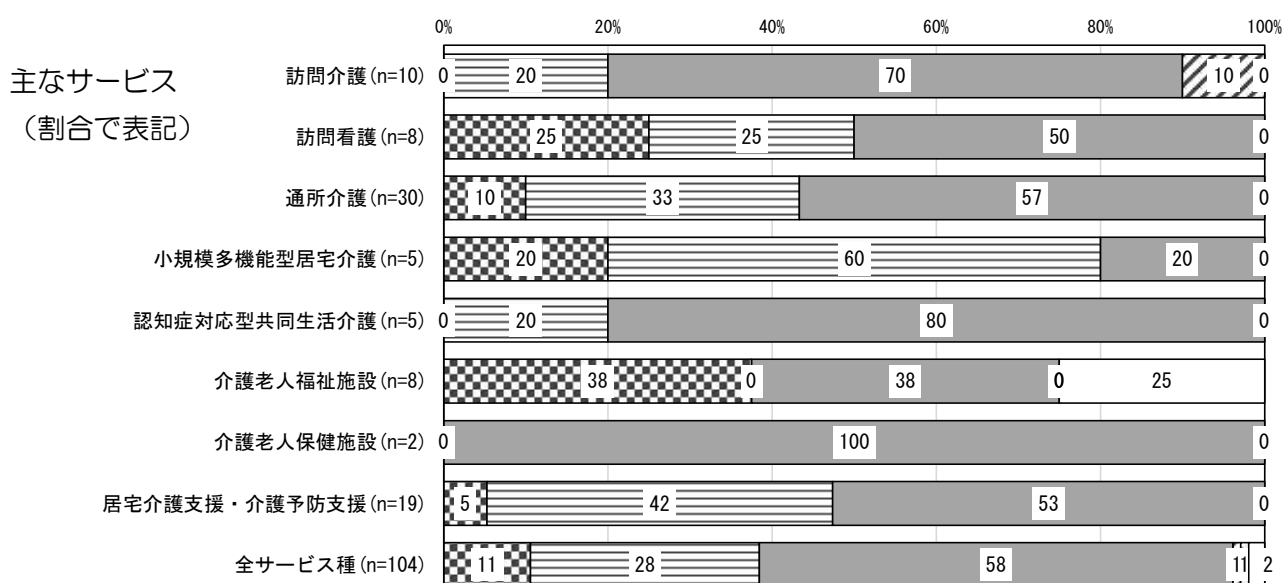 0% 20% 40% 60% 80% 100%
主なサービス
（割合で表記）
訪問介護(n=10) 0 20 70 10 0
訪問看護(n=8) 25 25 50 0
通所介護(n=30) 10 33 57 0
小規模多機能型居宅介護(n=5) 20 60 20 0
認知症対応型共同生活介護(n=5) 0 20 80 0
介護老人福祉施設(n=8) 38 0 38 0 25
介護老人保健施設(n=2) 0 100 0
居宅介護支援・介護予防支援(n=19) 5 42 53 0
全サービス種(n=104) 11 28 58 1 1 2